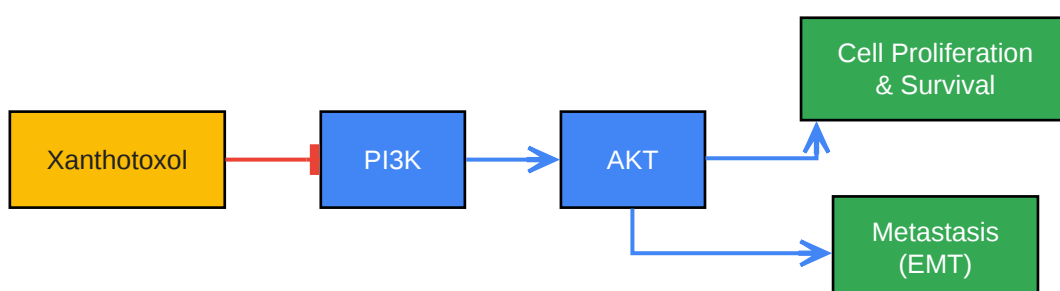 Cell Proliferation
& Survival
Xanthotoxol
PI3K
AKT
Metastasis
(EMT)